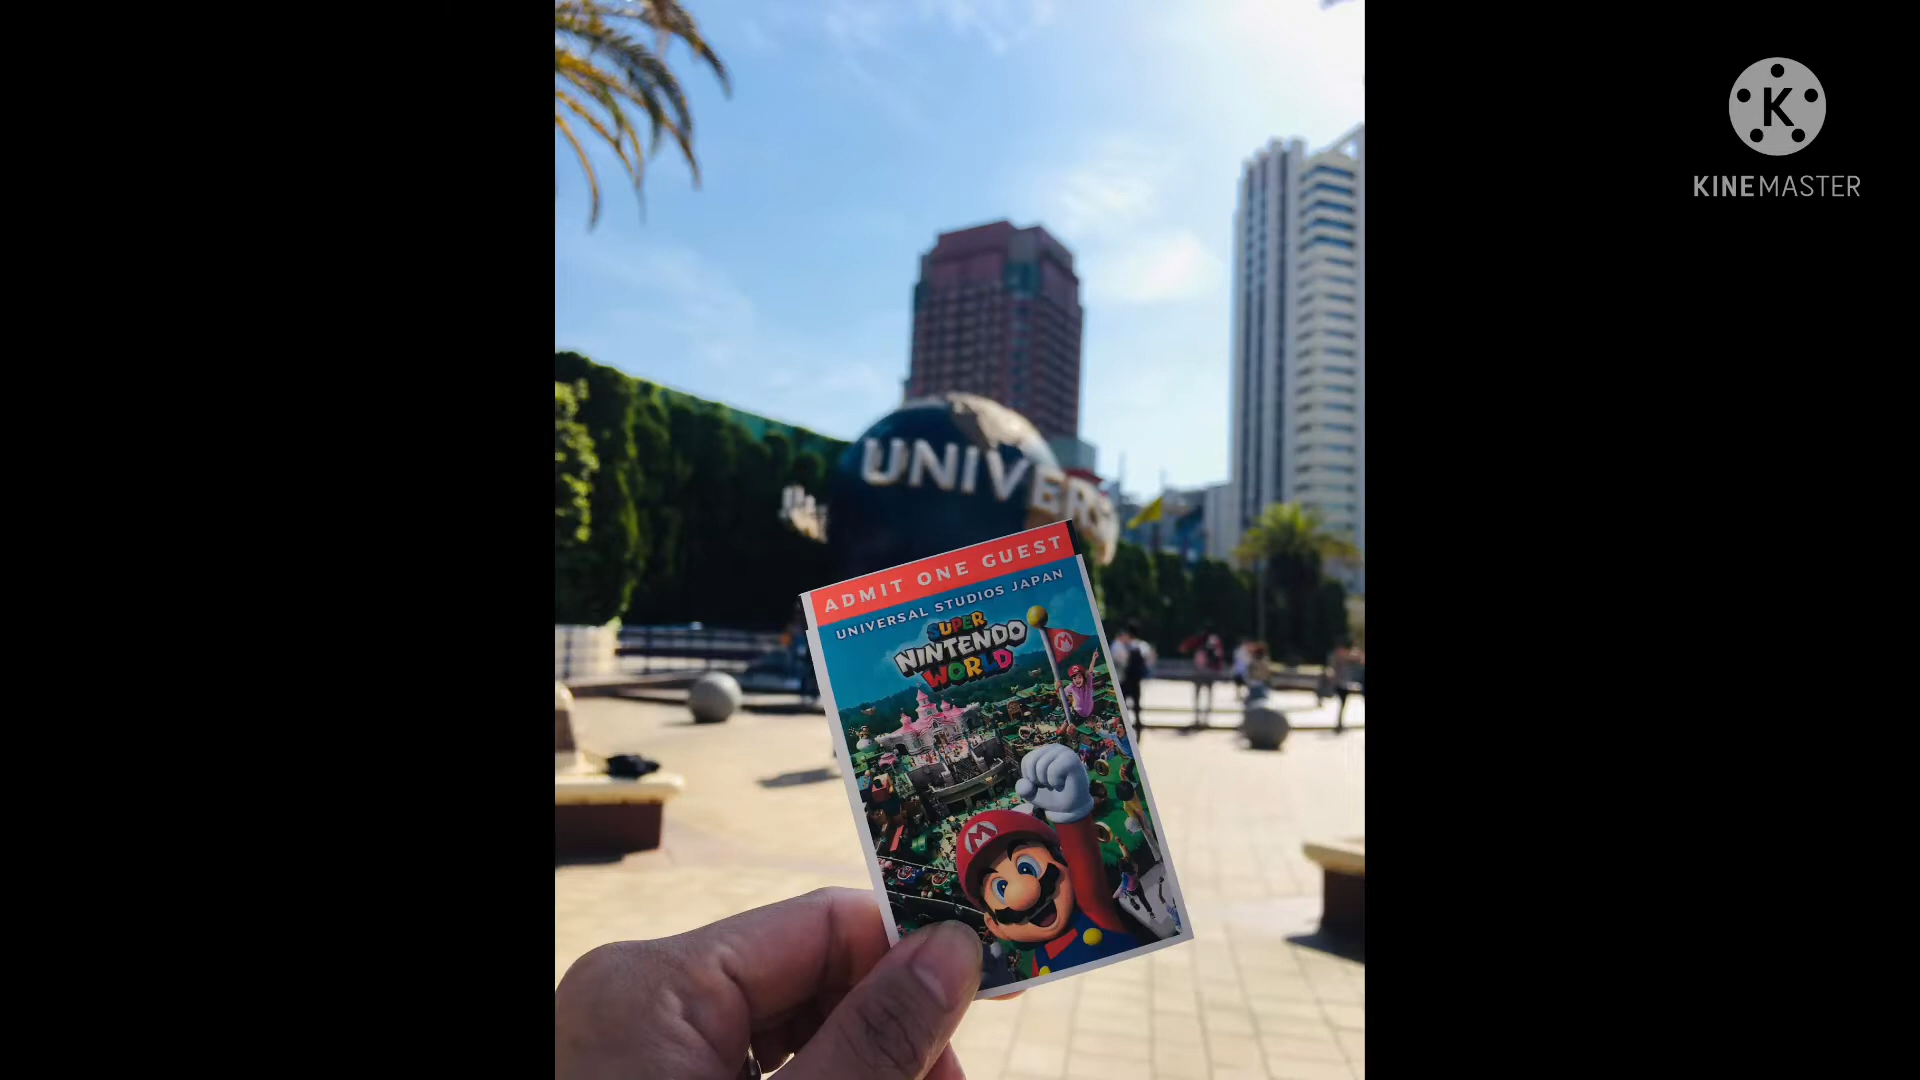 K
KINEMASTER
UNIVERS
ADMIT ONE GUEST
UNIVERSAL STUDIOS JAPAN
SUPER
NINTENDO
WORLD
M
M